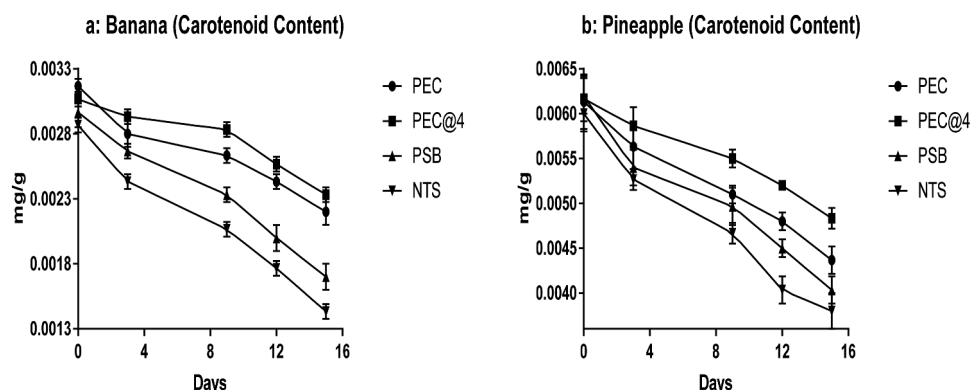 a: Banana (Carotenoid Content)
0.0033
0.0028
0.0023
0.0018
0.0013
mg/g
0 4 8 12 16
Days
PEC
PEC@4
PSB
NTS
b: Pineapple (Carotenoid Content)
0.0065
0.0060
0.0055
0.0050
0.0045
0.0040
mg/g
0 4 8 12 16
Days
PEC
PEC@4
PSB
NTS